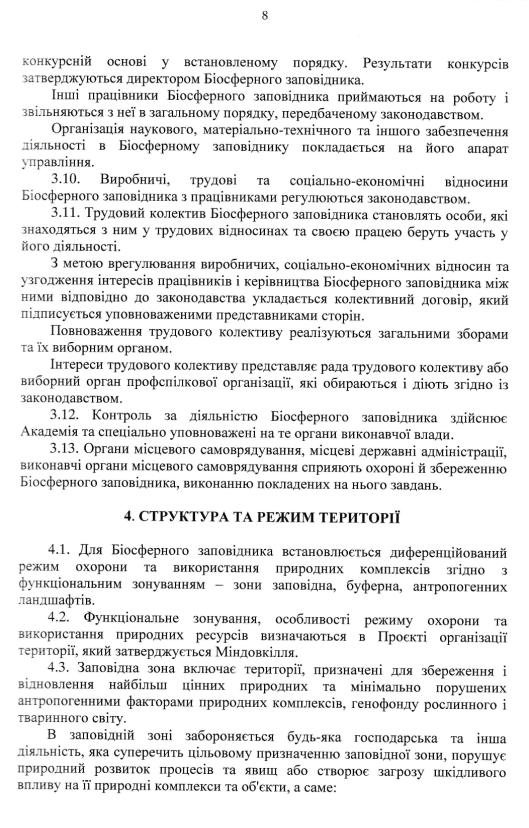 8
конкурсній основі у встановленому порядку. Результати конкурсів
затверджуються директором Біосферного заповідника.
Інші працівники Біосферного заповідника приймаються на роботу і
звільняються з неї в загальному порядку, передбаченому законодавством.
Організація наукового, матеріально-технічного та іншого забезпечення
діяльності в Біосферному заповіднику покладається на його апарат
управління.
3.10. Виробничі, трудові та соціально-економічні відносини
Біосферного заповідника з працівниками регулюються законодавством.
3.11. Трудовий колектив Біосферного заповідника становлять особи, які
знаходяться з ним у трудових відносинах та своєю працею беруть участь у
його діяльності.
З метою врегулювання виробничих, соціально-економічних відносин та
узгодження інтересів працівників і керівництва Біосферного заповідника між
ними відповідно до законодавства укладається колективний договір, який
підписується уповноваженими представниками сторін.
Повноваження трудового колективу реалізуються загальними зборами
та їх виборним органом.
Інтереси трудового колективу представляє рада трудового колективу або
виборний орган профспілкової організації, які обираються і діють згідно із
законодавством.
3.12. Контроль за діяльністю Біосферного заповідника здійснює
Академія та спеціально уповноважені на те органи виконавчої влади.
3.13. Органи місцевого самоврядування, місцеві державні адміністрації,
виконавчі органи місцевого самоврядування сприяють охороні й збереженню
Біосферного заповідника, виконанню покладених на нього завдань.
4. СТРУКТУРА ТА РЕЖИМ ТЕРИТОРІЇ
4.1. Для Біосферного заповідника встановлюється диференційований
режим охорони та використання природних комплексів згідно з
функціональним зонуванням – зони заповідна, буферна, антропогенних
ландшафтів.
4.2. Функціональне зонування, особливості режиму охорони та
використання природних ресурсів визначаються в Проєкті організації
території, який затверджується Міндовкілля.
4.3. Заповідна зона включає території, призначені для збереження і
відновлення найбільш цінних природних та мінімально порушених
антропогенними факторами природних комплексів, генофонду рослинного і
тваринного світу.
В заповідній зоні забороняється будь-яка господарська та інша
діяльність, яка суперечить цільовому призначенню заповідної зони, порушує
природний розвиток процесів та явищ або створює загрозу шкідливого
впливу на її природні комплекси та об'єкти, а саме: